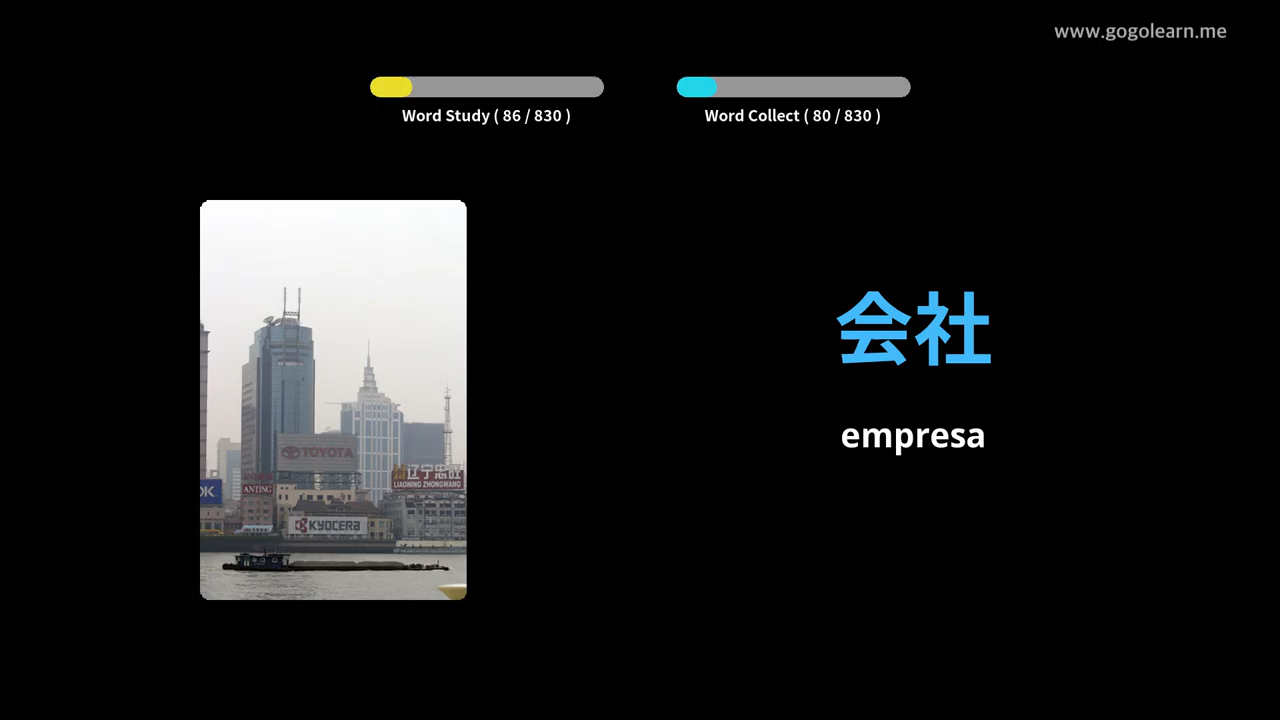 www.gogolearn.me
Word Study ( 86 / 830 )
Word Collect ( 80 / 830 )
会社
empresa
TOYOTA
辽宁忠旺
LIAONING ZHONGWANG
OK
ANTING
KYOCERA